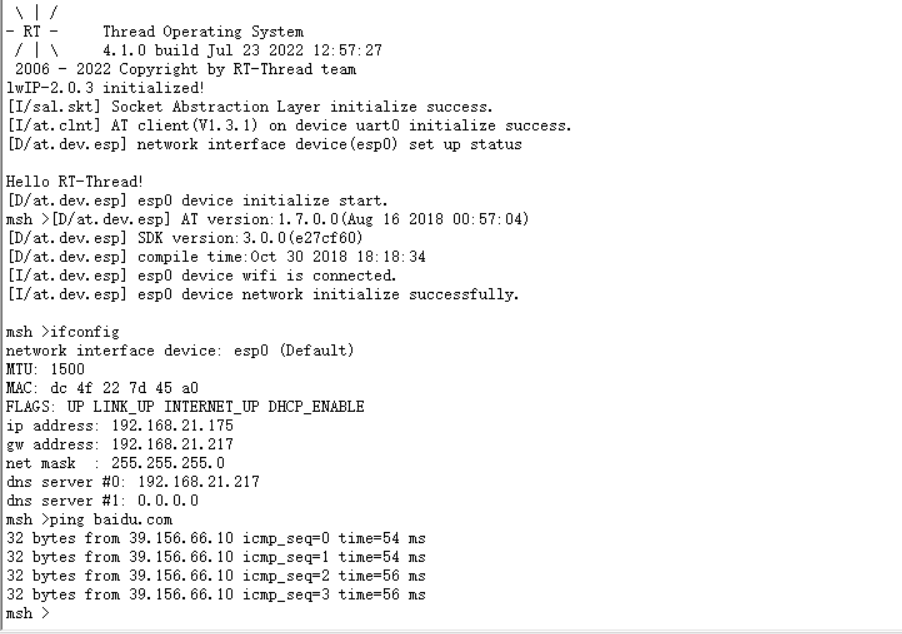 \ | /
- RT -     Thread Operating System
 / | \     4.1.0 build Jul 23 2022 12:57:27
 2006 - 2022 Copyright by RT-Thread team
lwIP-2.0.3 initialized!
[I/sal.skt] Socket Abstraction Layer initialize success.
[I/at.clnt] AT client(V1.3.1) on device uart0 initialize success.
[D/at.dev.esp] network interface device(esp0) set up status

Hello RT-Thread!
[D/at.dev.esp] esp0 device initialize start.
msh >[D/at.dev.esp] AT version:1.7.0.0(Aug 16 2018 00:57:04)
[D/at.dev.esp] SDK version:3.0.0(e27cf60)
[D/at.dev.esp] compile time:Oct 30 2018 18:18:34
[I/at.dev.esp] esp0 device wifi is connected.
[I/at.dev.esp] esp0 device network initialize successfully.

msh >ifconfig
network interface device: esp0 (Default)
MTU: 1500
MAC: dc 4f 22 7d 45 a0
FLAGS: UP LINK_UP INTERNET_UP DHCP_ENABLE
ip address: 192.168.21.175
gw address: 192.168.21.217
net mask  : 255.255.255.0
dns server #0: 192.168.21.217
dns server #1: 0.0.0.0
msh >ping baidu.com
32 bytes from 39.156.66.10 icmp_seq=0 time=54 ms
32 bytes from 39.156.66.10 icmp_seq=1 time=54 ms
32 bytes from 39.156.66.10 icmp_seq=2 time=56 ms
32 bytes from 39.156.66.10 icmp_seq=3 time=56 ms
msh >